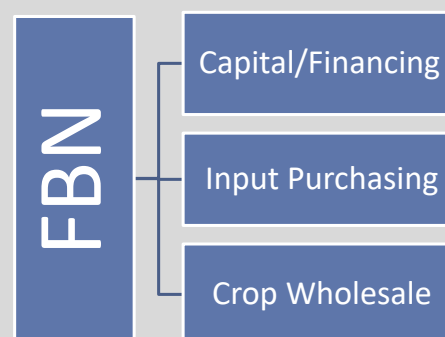 FBN
Capital/Financing
Input Purchasing
Crop Wholesale